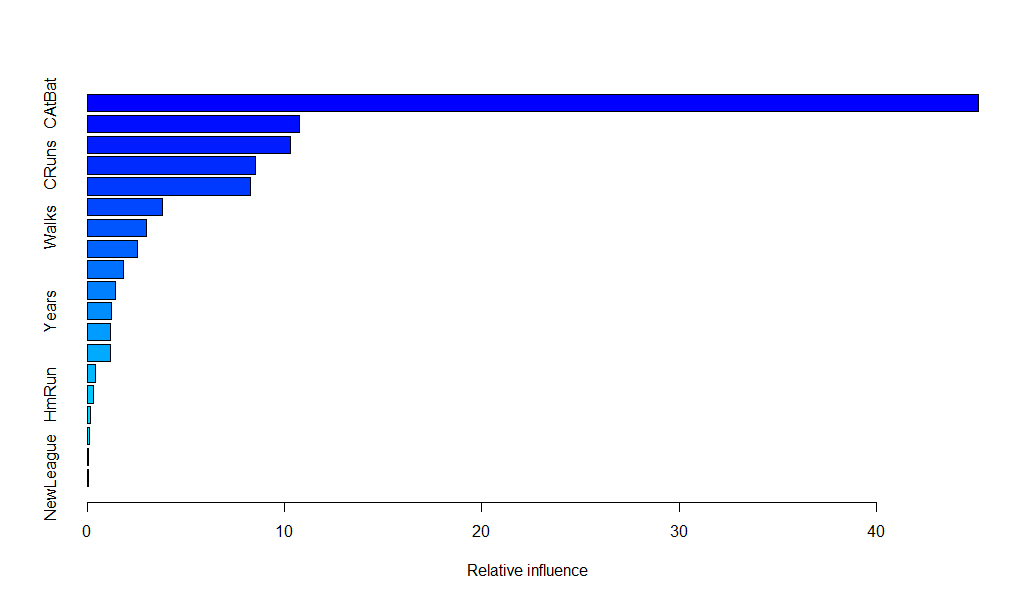 CAtBat
CRuns
Walks
Years
HmRun
NewLeague
0 10 20 30 40
Relative influence